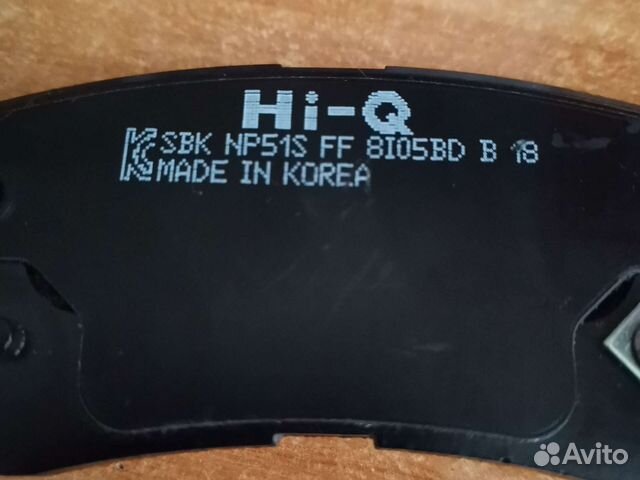 Hi-Q
SBK NP51S FF 8I05BD B 18
MADE IN KOREA
Avito